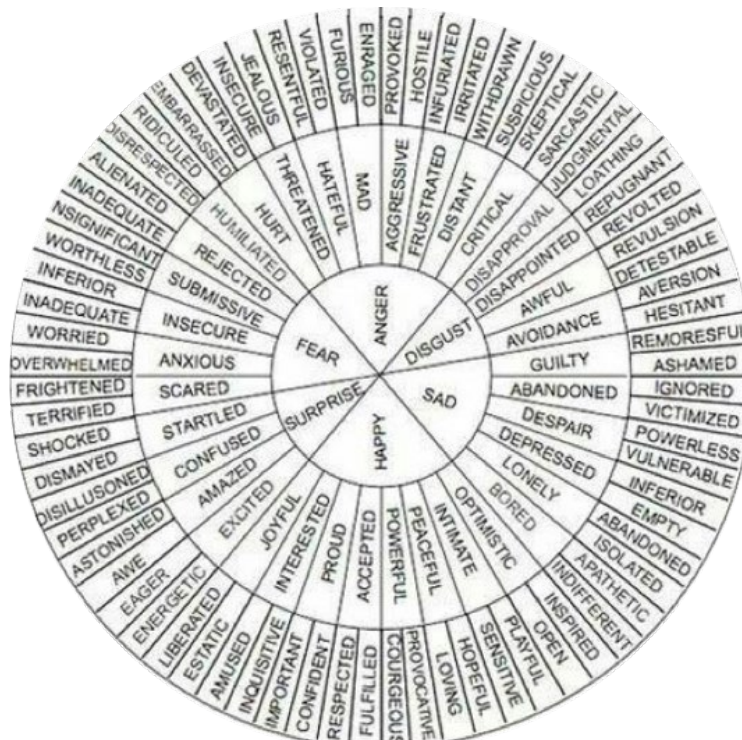 ANGER
DISGUST
SAD
HAPPY
SURPRISE
FEAR
MAD
AGGRESSIVE
FRUSTRATED
DISTANT
CRITICAL
DISAPPROVAL
DISAPPOINTED
AWFUL
AVOIDANCE
GUILTY
ABANDONED
DESPAIR
DEPRESSED
LONELY
BORED
OPTIMISTIC
INTIMATE
PEACEFUL
POWERFUL
ACCEPTED
PROUD
INTERESTED
JOYFUL
EXCITED
AMAZED
CONFUSED
STARTLED
SCARED
ANXIOUS
INSECURE
SUBMISSIVE
REJECTED
HUMILIATED
HURT
THREATENED
HATEFUL
ENRAGED
PROVOKED
HOSTILE
INFURIATED
IRRITATED
WITHDRAWN
SUSPICIOUS
SKEPTICAL
SARCASTIC
JUDGMENTAL
LOATHING
REPUGNANT
REVOLTED
REVULSION
DETESTABLE
AVERSION
HESITANT
REMORESFUL
ASHAMED
IGNORED
VICTIMIZED
POWERLESS
VULNERABLE
INFERIOR
EMPTY
ABANDONED
ISOLATED
APATHETIC
INDIFFERENT
INSPIRED
OPEN
PLAYFUL
SENSITIVE
HOPEFUL
LOVING
PROVOCATIVE
COURGEOUS
FULFILLED
RESPECTED
CONFIDENT
IMPORTANT
INQUISITIVE
AMUSED
ESTATIC
LIBERATED
ENERGETIC
EAGER
AWE
ASTONISHED
PERPLEXED
DISILLUSONED
DISMAYED
SHOCKED
TERRIFIED
FRIGHTENED
OVERWHELMED
WORRIED
INADEQUATE
INFERIOR
WORTHLESS
NSIGNIFICANT
INADEQUATE
ALIENATED
DISRESPECTED
RIDICULED
EMBARRASSED
DEVASTATED
INSECURE
JEALOUS
RESENTFUL
VIOLATED
FURIOUS